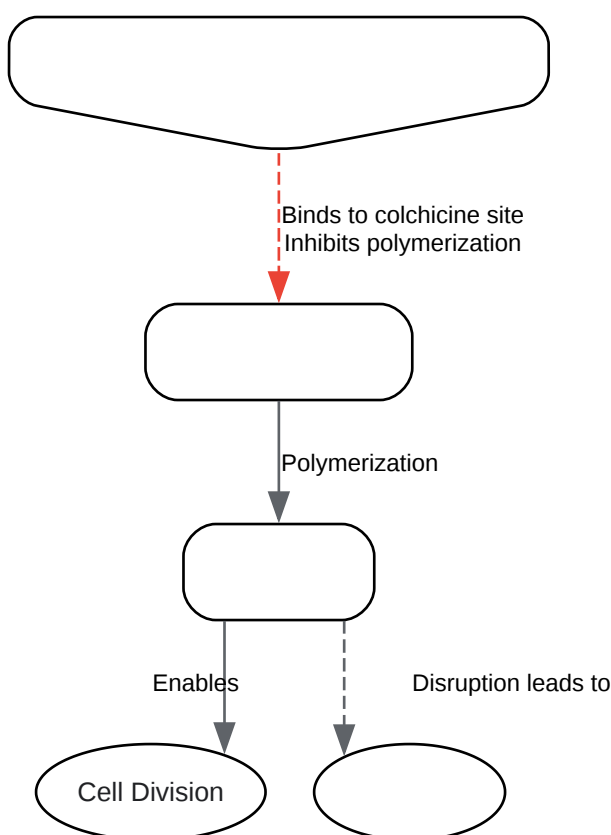 Binds to colchicine site
Inhibits polymerization
Polymerization
Enables
Disruption leads to
Cell Division